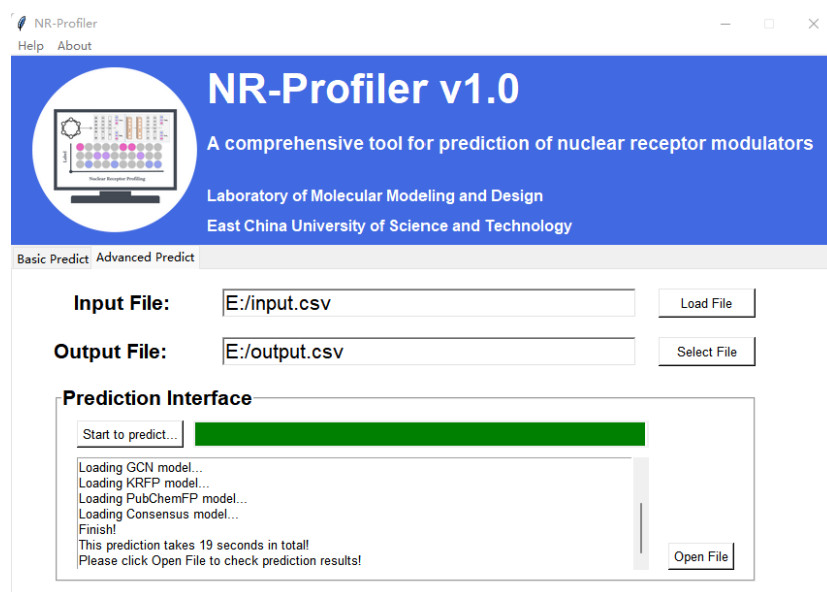 NR-Profiler
Help About
NR-Profiler v1.0
A comprehensive tool for prediction of nuclear receptor modulators
Label
Nuclear Receptor Profiling
Laboratory of Molecular Modeling and Design
East China University of Science and Technology
Basic Predict Advanced Predict
Input File: E:/input.csv Load File
Output File: E:/output.csv Select File
Prediction Interface
Start to predict...
Loading GCN model...
Loading KRFP model...
Loading PubChemFP model...
Loading Consensus model...
Finish!
This prediction takes 19 seconds in total!
Please click Open File to check prediction results!
Open File